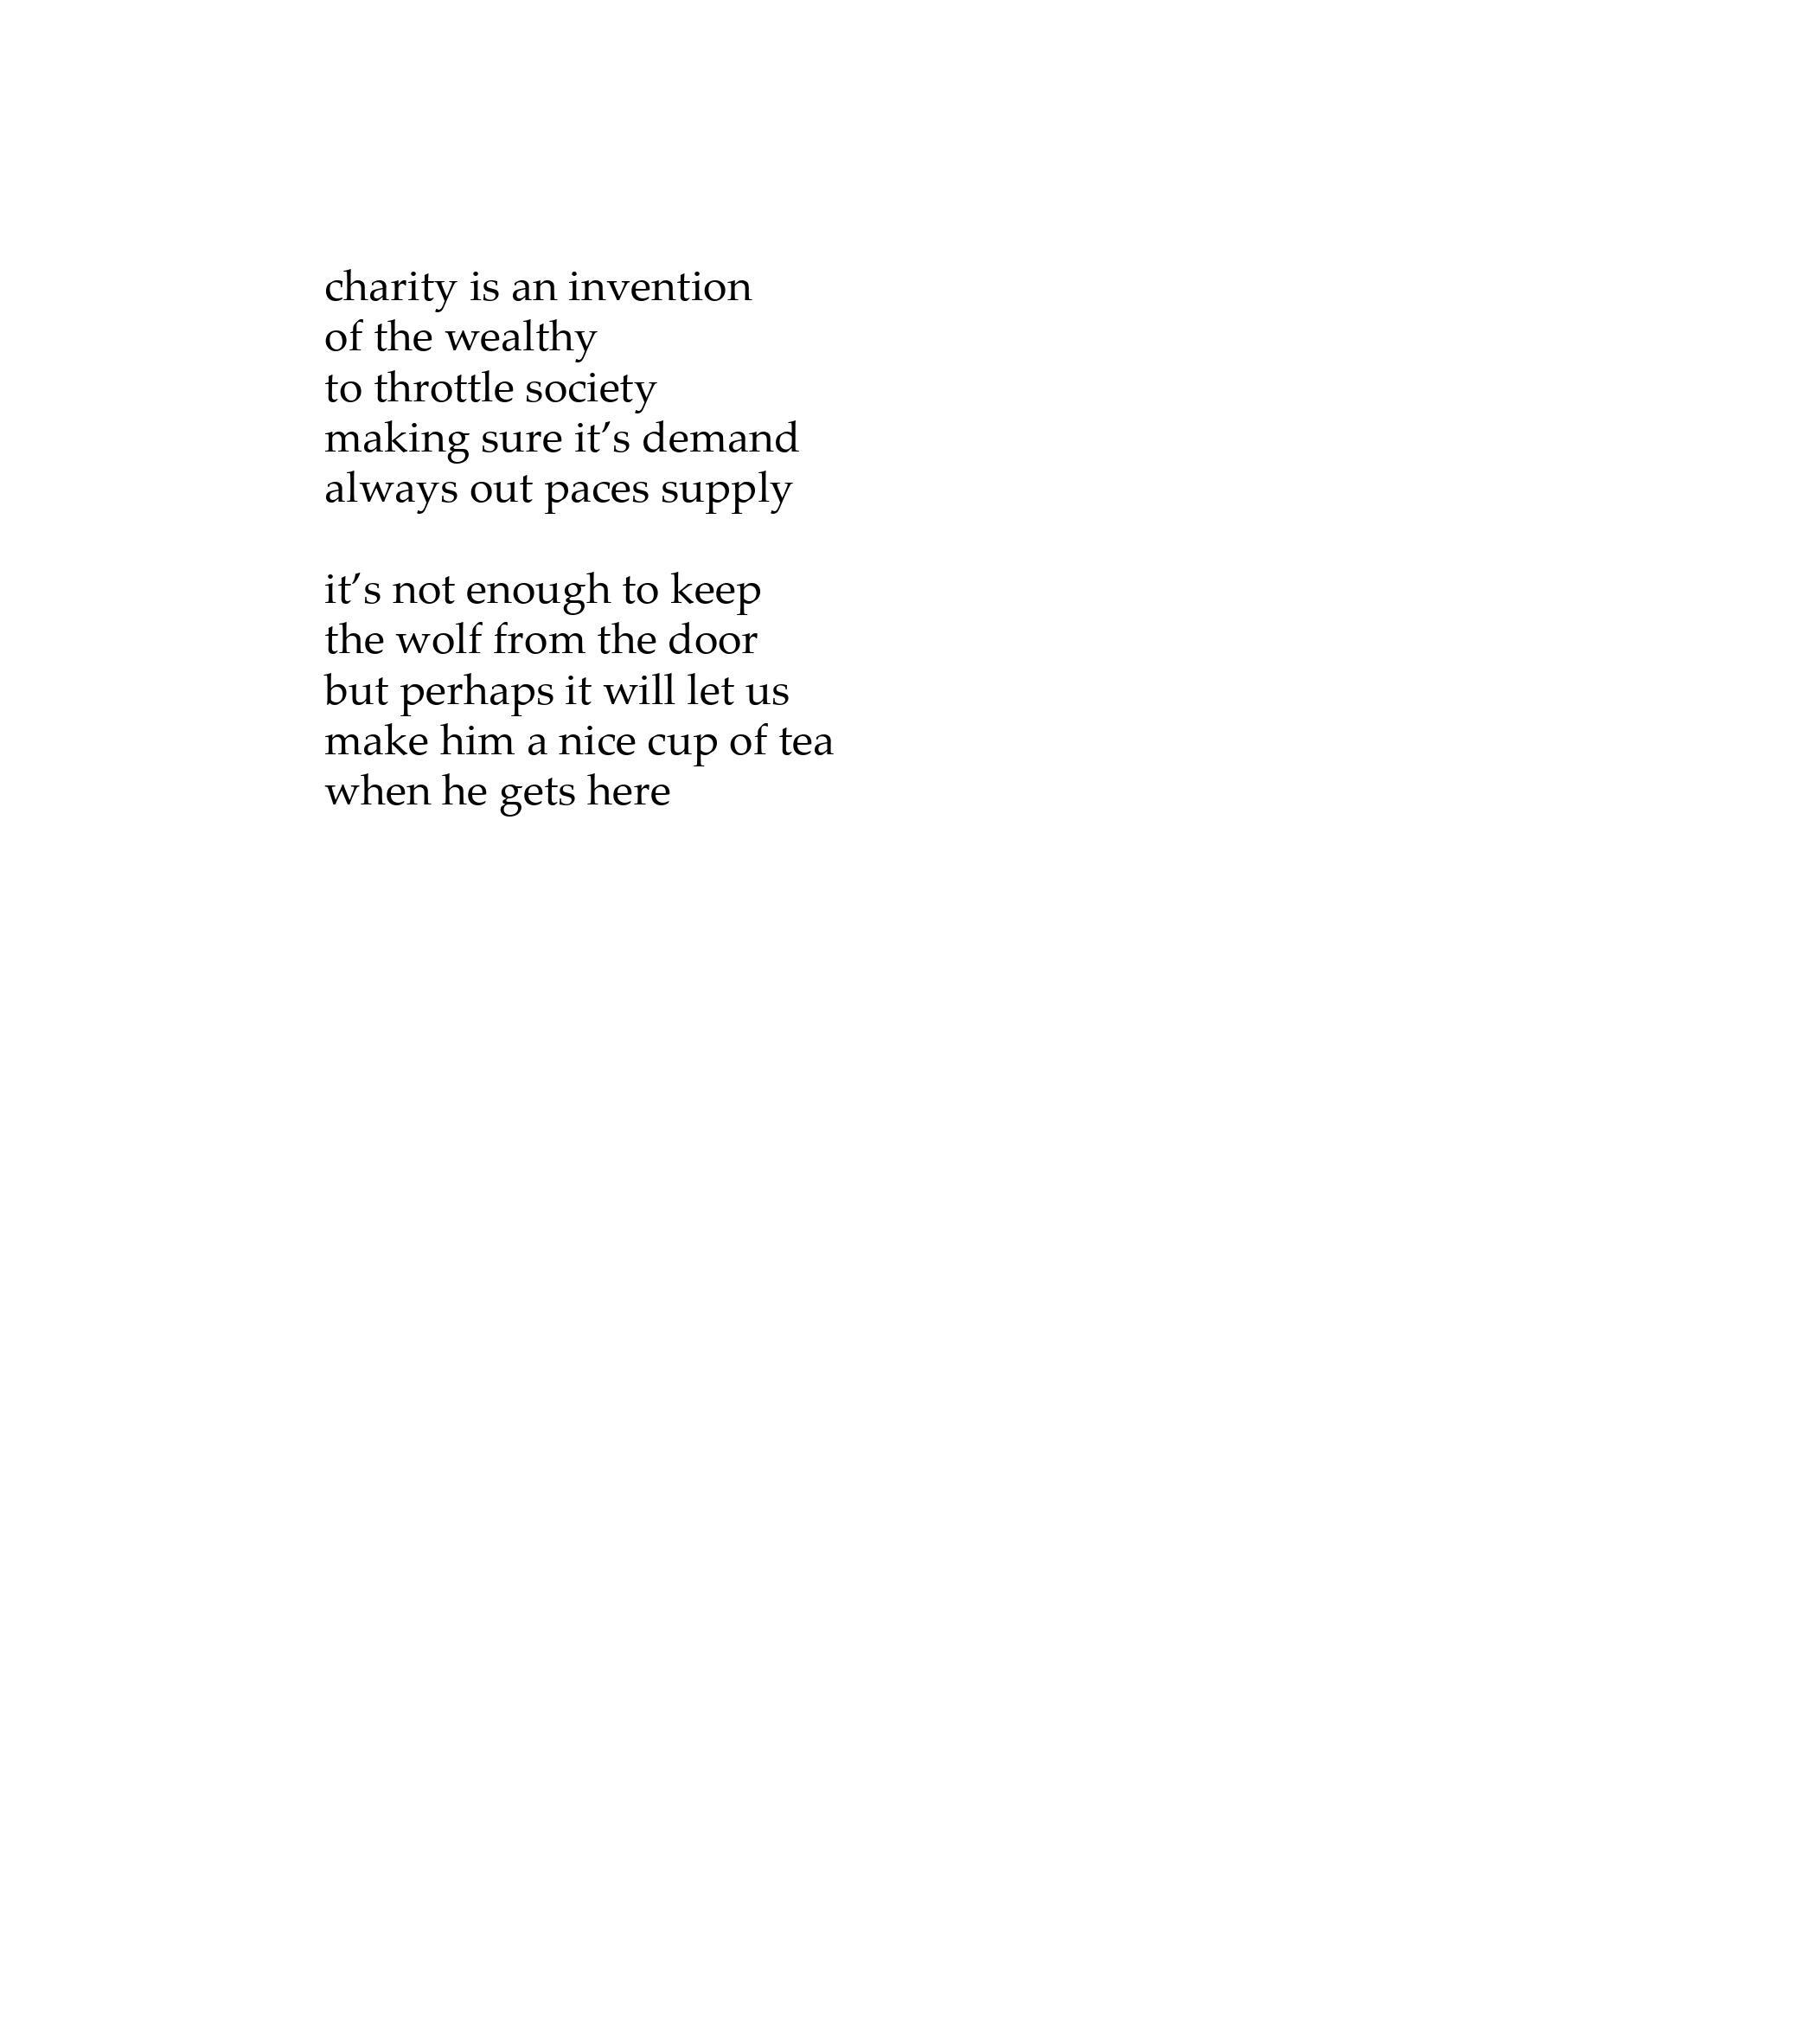 charity is an invention
of the wealthy
to throttle society
making sure it’s demand
always out paces supply

it’s not enough to keep
the wolf from the door
but perhaps it will let us
make him a nice cup of tea
when he gets here